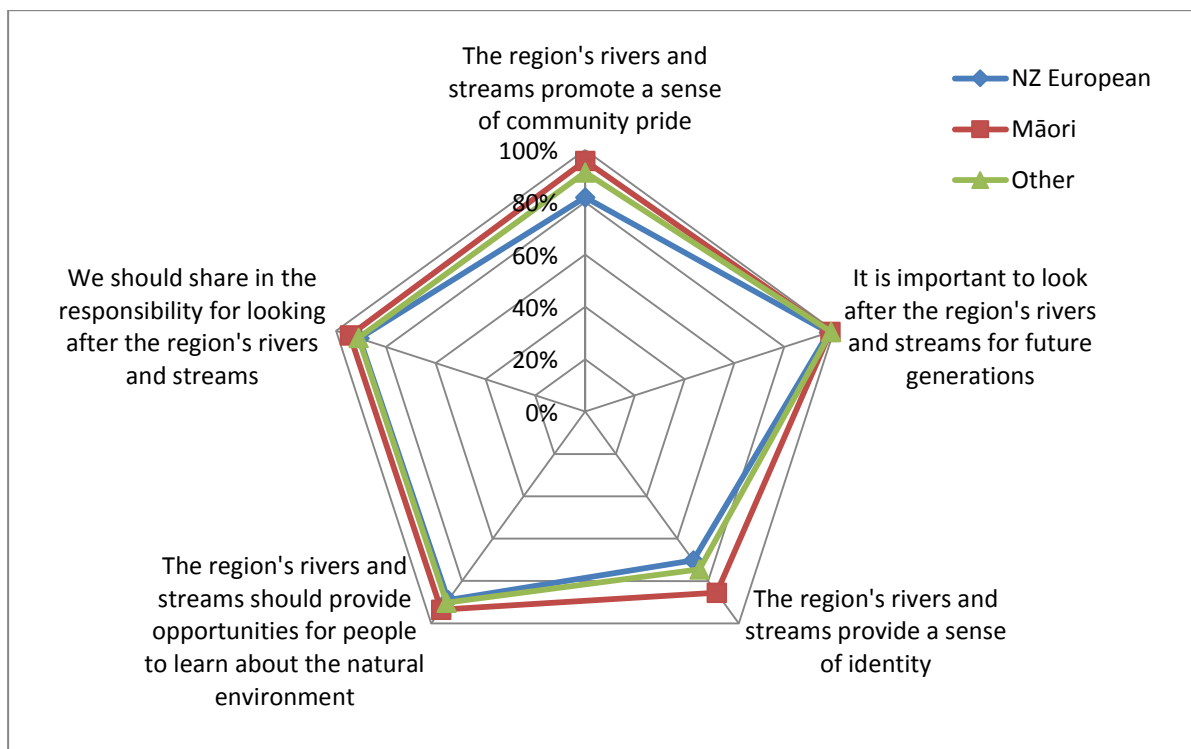 The region's rivers and
streams promote a sense
of community pride
NZ European
Māori
Other
100%
80%
60%
40%
20%
0%
We should share in the
responsibility for looking
after the region's rivers
and streams
It is important to look
after the region's rivers
and streams for future
generations
The region's rivers and
streams should provide
opportunities for people
to learn about the natural
environment
The region's rivers and
streams provide a sense
of identity